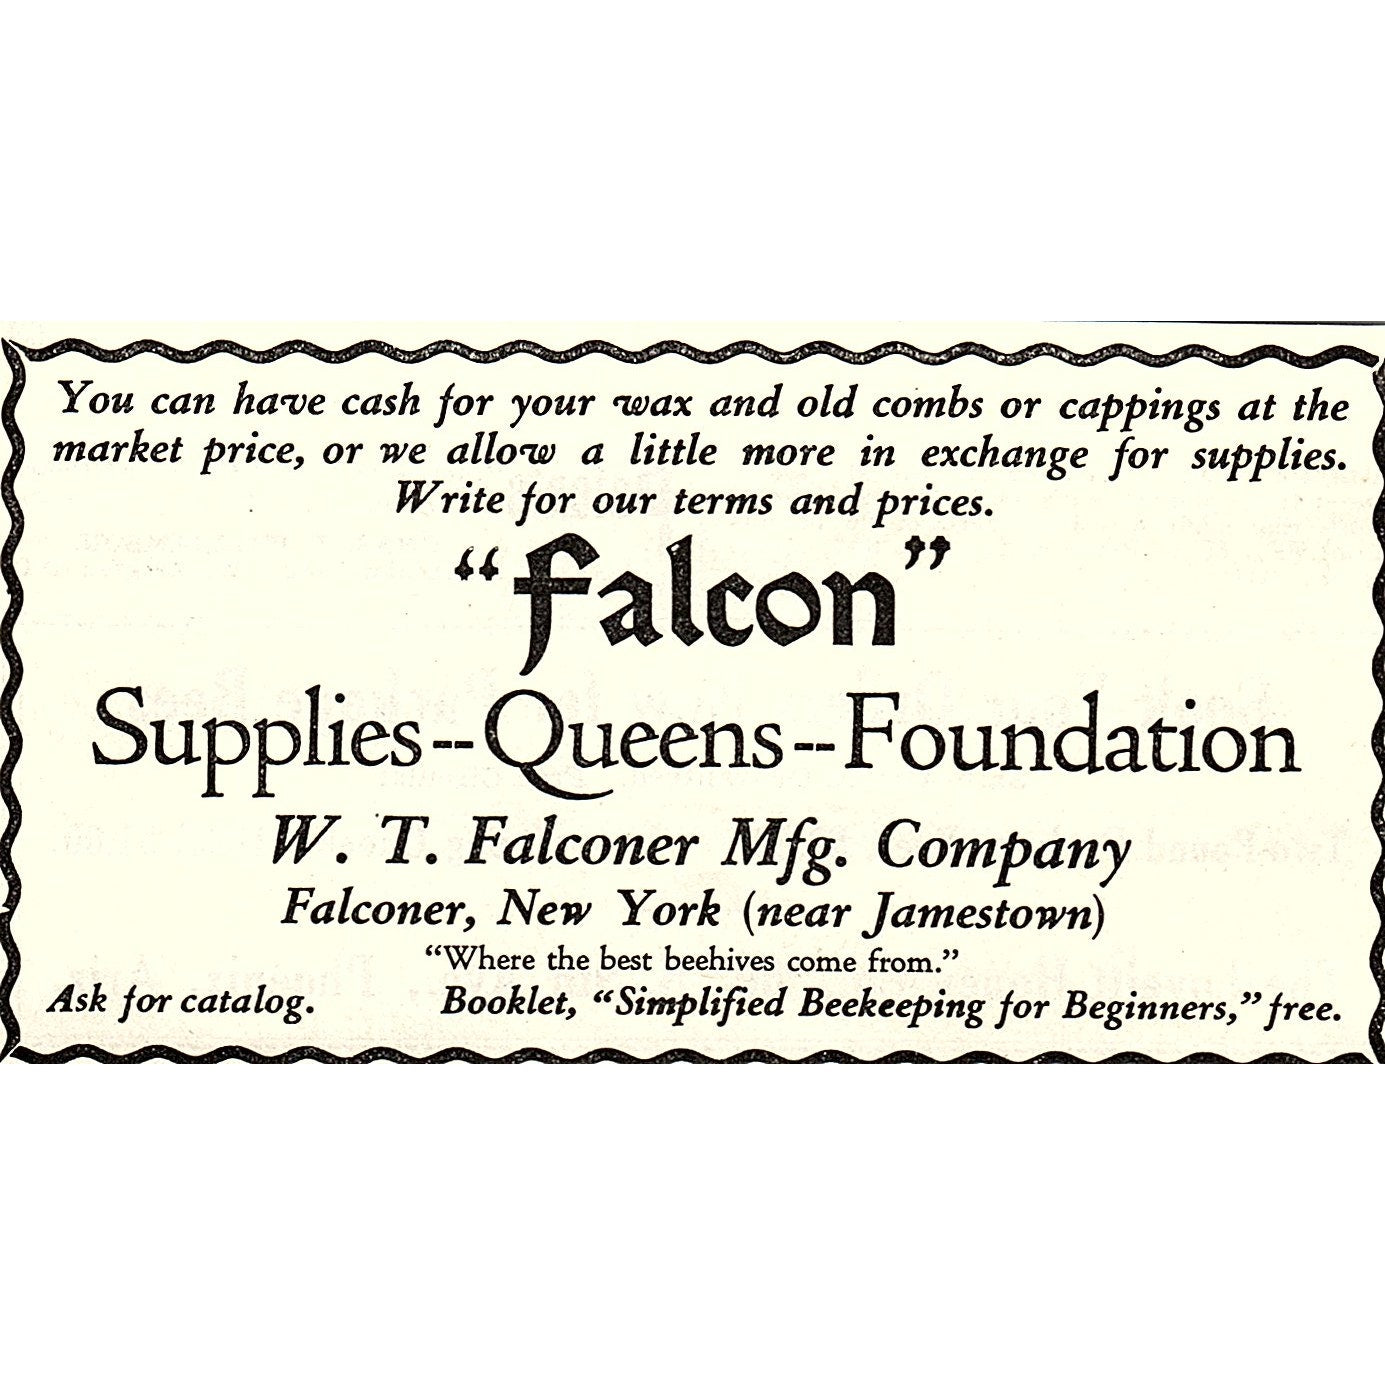 You can have cash for your wax and old combs or cappings at the
market price, or we allow a little more in exchange for supplies.
Write for our terms and prices.
“Falcon”
Supplies--Queens--Foundation
W. T. Falconer Mfg. Company
Falconer, New York (near Jamestown)
“Where the best beehives come from.”
Ask for catalog. Booklet, “Simplified Beekeeping for Beginners,” free.